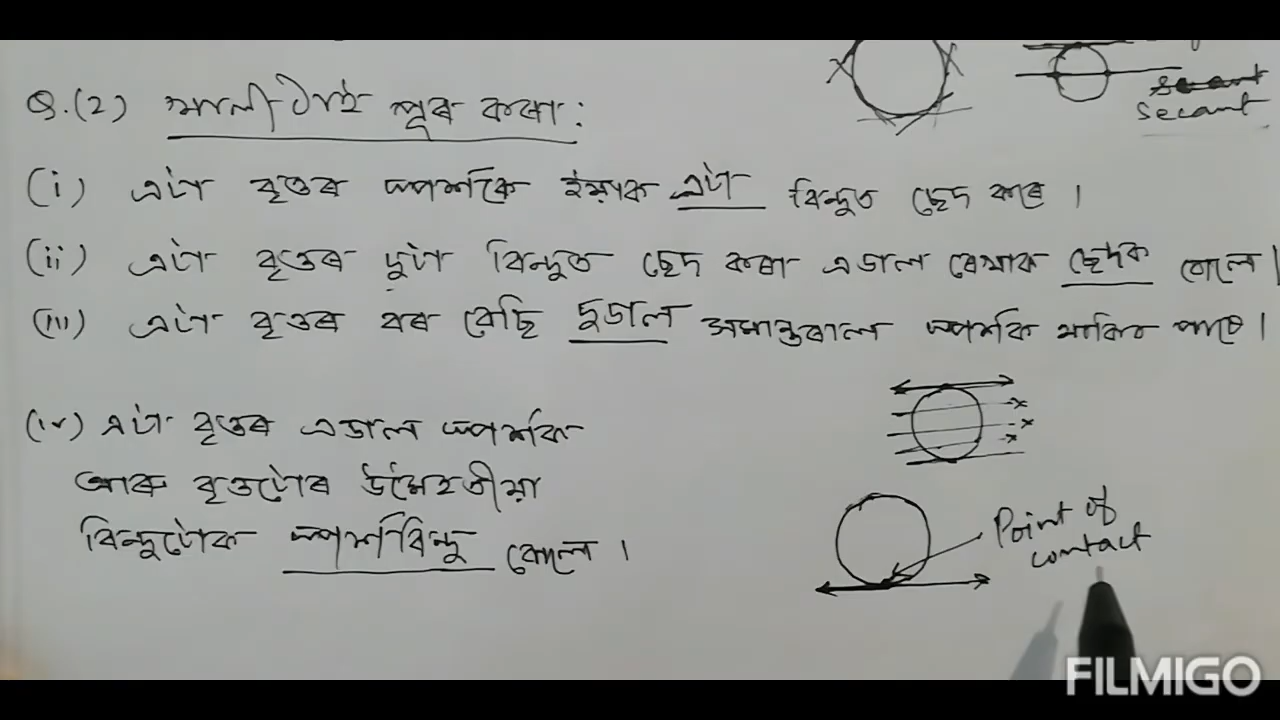 Secant
Q.(2) খালী ঠাই পূৰ কৰা:
(i) এটা বৃত্তৰ স্পৰ্শকে ইয়াক এটা বিন্দুত ছেদ কৰে ।
(ii) এটা বৃত্তৰ দুটা বিন্দুত ছেদ কৰা এডাল ৰেখাক ছেদক বোলে ।
(iii) এটা বৃত্তৰ বৰ বেছি দুডাল সমান্তৰাল স্পৰ্শক থাকিব পাৰে ।
(iv) এটা বৃত্তৰ এডাল স্পৰ্শক
আৰু বৃত্তটোৰ উমৈহতীয়া
বিন্দুটোক স্পৰ্শবিন্দু বোলে ।
Point of
contact
FILMIGO